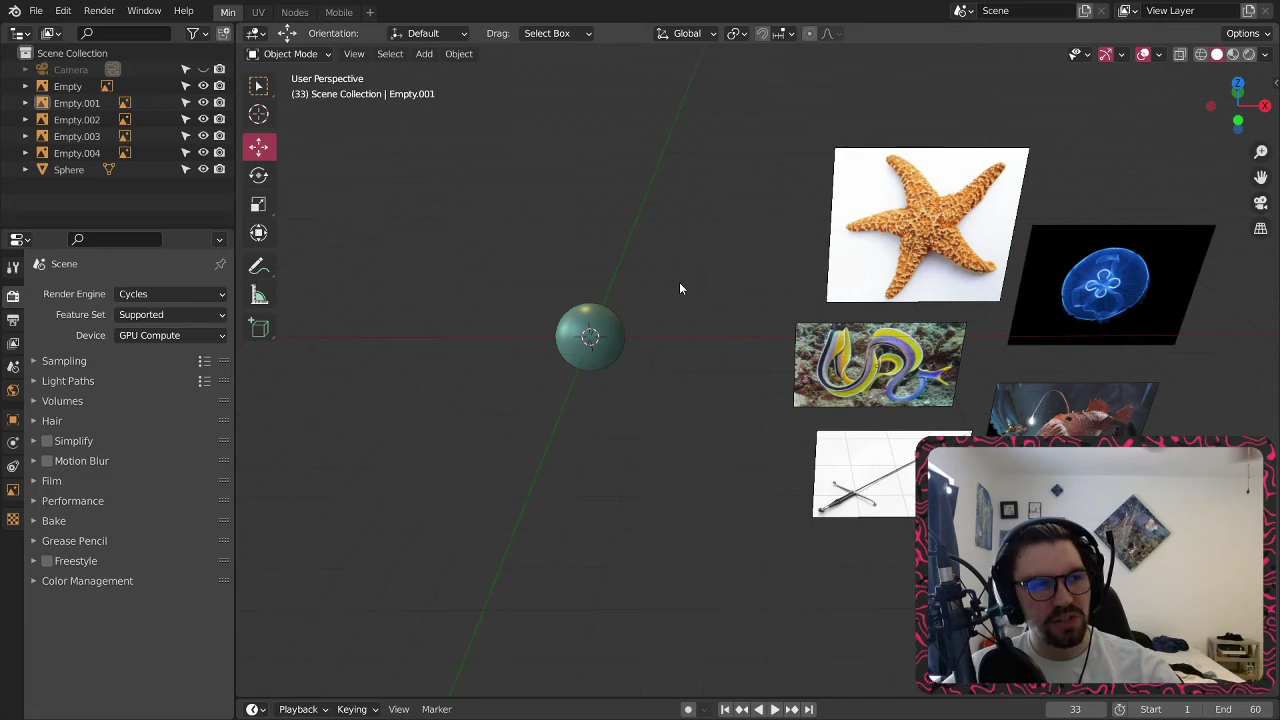 File Edit Render Window Help Min UV Nodes Mobile + Scene View Layer
Orientation: Default Drag: Select Box Global Options
Object Mode View Select Add Object
Scene Collection
Camera
Empty
Empty.001
Empty.002
Empty.003
Empty.004
Sphere
User Perspective
(33) Scene Collection | Empty.001
Z
X
Scene
Render Engine Cycles
Feature Set Supported
Device GPU Compute
Sampling
Light Paths
Volumes
Hair
Simplify
Motion Blur
Film
Performance
Bake
Grease Pencil
Freestyle
Color Management
Playback Keying View Marker 33 Start 1 End 60